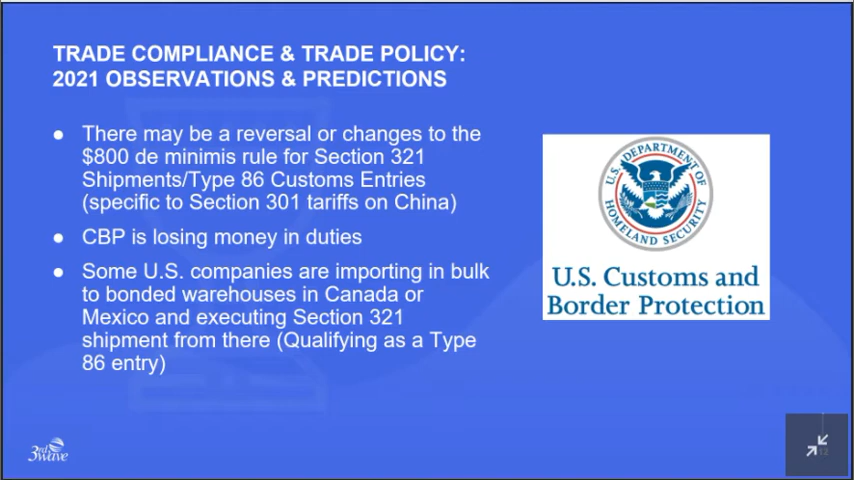 TRADE COMPLIANCE & TRADE POLICY:
2021 OBSERVATIONS & PREDICTIONS
● There may be a reversal or changes to the
$800 de minimis rule for Section 321
Shipments/Type 86 Customs Entries
(specific to Section 301 tariffs on China)
● CBP is losing money in duties
● Some U.S. companies are importing in bulk
to bonded warehouses in Canada or
Mexico and executing Section 321
shipment from there (Qualifying as a Type
86 entry)
U.S. DEPARTMENT OF
HOMELAND SECURITY
U.S. Customs and
Border Protection
3rd
wave
12